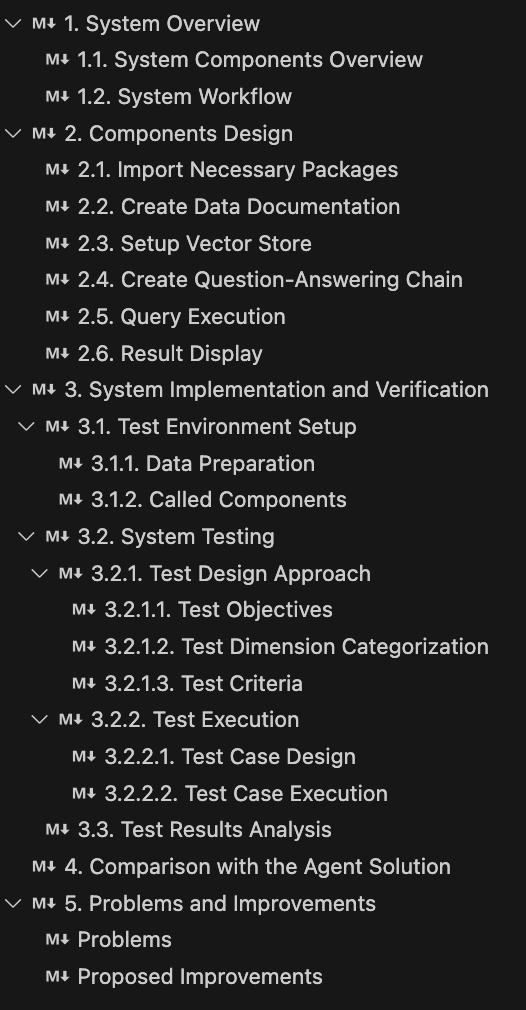 M↓ 1. System Overview
M↓ 1.1. System Components Overview
M↓ 1.2. System Workflow
M↓ 2. Components Design
M↓ 2.1. Import Necessary Packages
M↓ 2.2. Create Data Documentation
M↓ 2.3. Setup Vector Store
M↓ 2.4. Create Question-Answering Chain
M↓ 2.5. Query Execution
M↓ 2.6. Result Display
M↓ 3. System Implementation and Verification
M↓ 3.1. Test Environment Setup
M↓ 3.1.1. Data Preparation
M↓ 3.1.2. Called Components
M↓ 3.2. System Testing
M↓ 3.2.1. Test Design Approach
M↓ 3.2.1.1. Test Objectives
M↓ 3.2.1.2. Test Dimension Categorization
M↓ 3.2.1.3. Test Criteria
M↓ 3.2.2. Test Execution
M↓ 3.2.2.1. Test Case Design
M↓ 3.2.2.2. Test Case Execution
M↓ 3.3. Test Results Analysis
M↓ 4. Comparison with the Agent Solution
M↓ 5. Problems and Improvements
M↓ Problems
M↓ Proposed Improvements